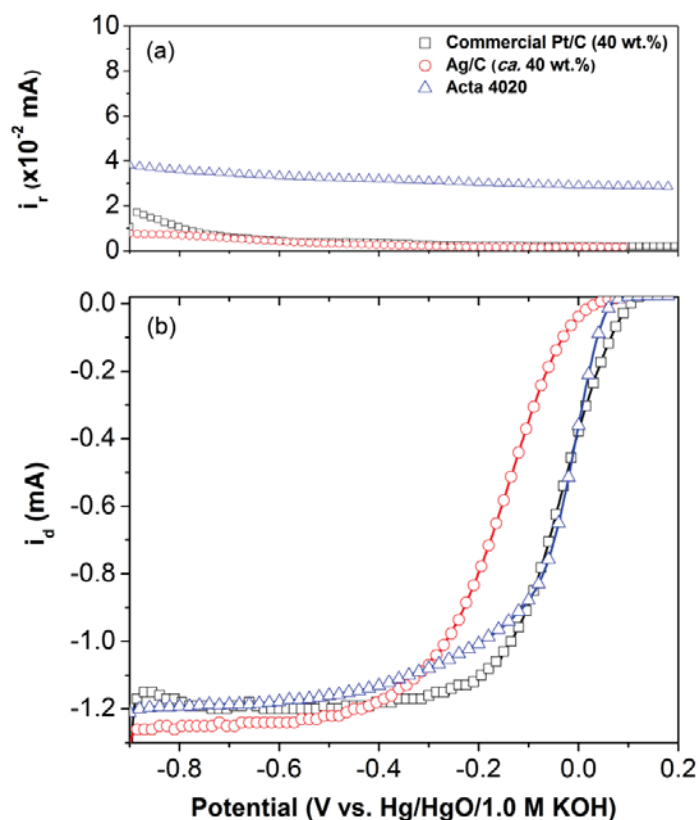 (a)
Commercial Pt/C (40 wt.%)
Ag/C (ca. 40 wt.%)
Acta 4020
10
8
6
4
2
0
i_r (x10⁻² mA)
(b)
0.0
-0.2
-0.4
-0.6
-0.8
-1.0
-1.2
i_d (mA)
-0.8 -0.6 -0.4 -0.2 0.0 0.2
Potential (V vs. Hg/HgO/1.0 M KOH)